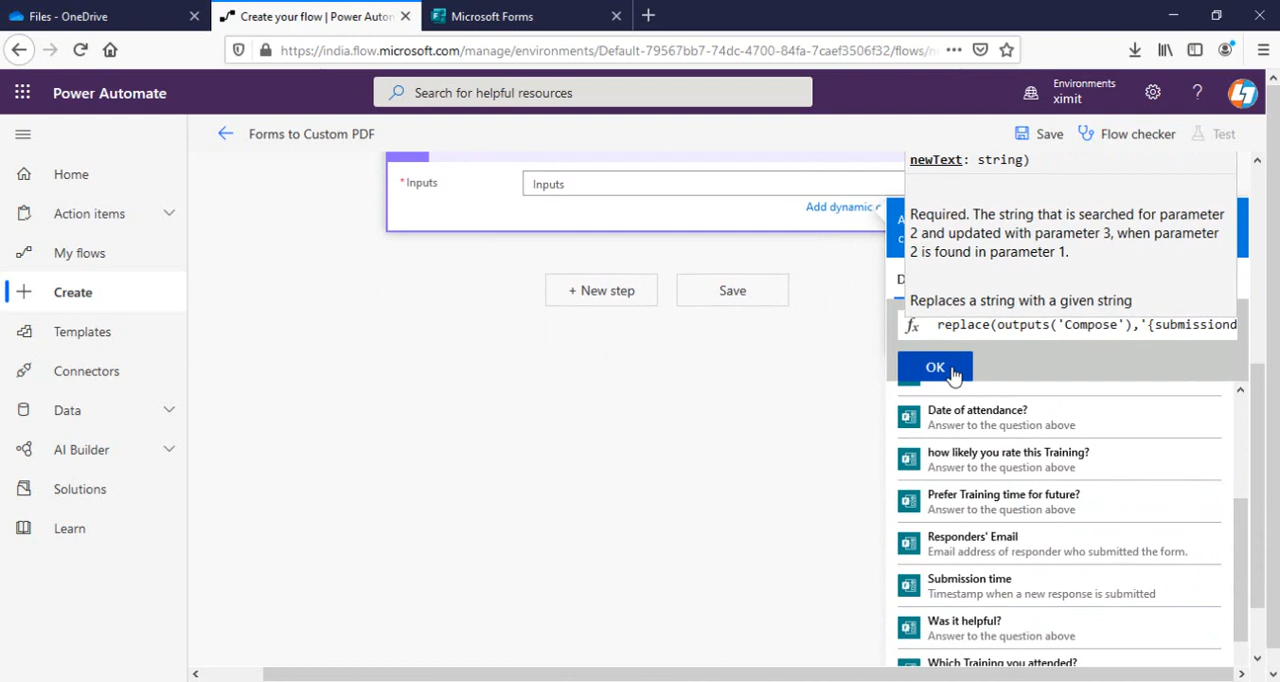 Files - OneDrive
Create your flow | Power Autom
Microsoft Forms
https://india.flow.microsoft.com/manage/environments/Default-79567bb7-74dc-4700-84fa-7caef3506f32/flows/n
Power Automate
Search for helpful resources
Environments
ximit
Forms to Custom PDF
Save
Flow checker
Test
Home
Action items
My flows
Create
Templates
Connectors
Data
AI Builder
Solutions
Learn
*Inputs
Inputs
Add dynamic c
+ New step
Save
newText: string)
Required. The string that is searched for parameter
2 and updated with parameter 3, when parameter
2 is found in parameter 1.
Replaces a string with a given string
fx replace(outputs('Compose'),'{submissiond
OK
Date of attendance?
Answer to the question above
how likely you rate this Training?
Answer to the question above
Prefer Training time for future?
Answer to the question above
Responders' Email
Email address of responder who submitted the form.
Submission time
Timestamp when a new response is submitted
Was it helpful?
Answer to the question above
Which Training you attended?